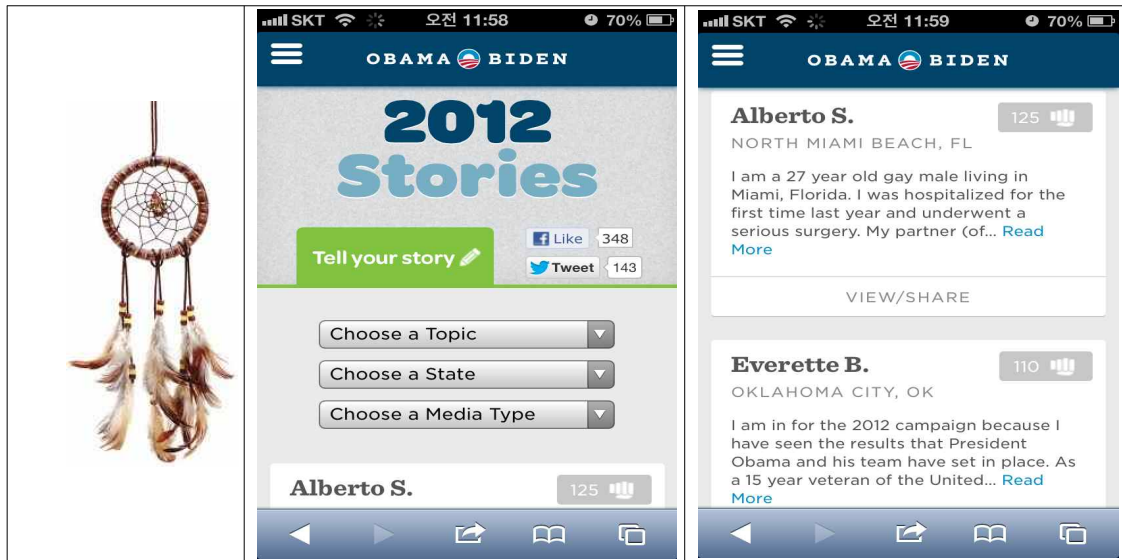 SKT 오전 11:58 70%
OBAMA BIDEN
2012
Stories
Tell your story
Like 348
Tweet 143
Choose a Topic
Choose a State
Choose a Media Type
Alberto S. 125
SKT 오전 11:59 70%
OBAMA BIDEN
Alberto S. 125
NORTH MIAMI BEACH, FL
I am a 27 year old gay male living in
Miami, Florida. I was hospitalized for the
first time last year and underwent a
serious surgery. My partner (of... Read
More
VIEW/SHARE
Everette B. 110
OKLAHOMA CITY, OK
I am in for the 2012 campaign because I
have seen the results that President
Obama and his team have set in place. As
a 15 year veteran of the United... Read
More